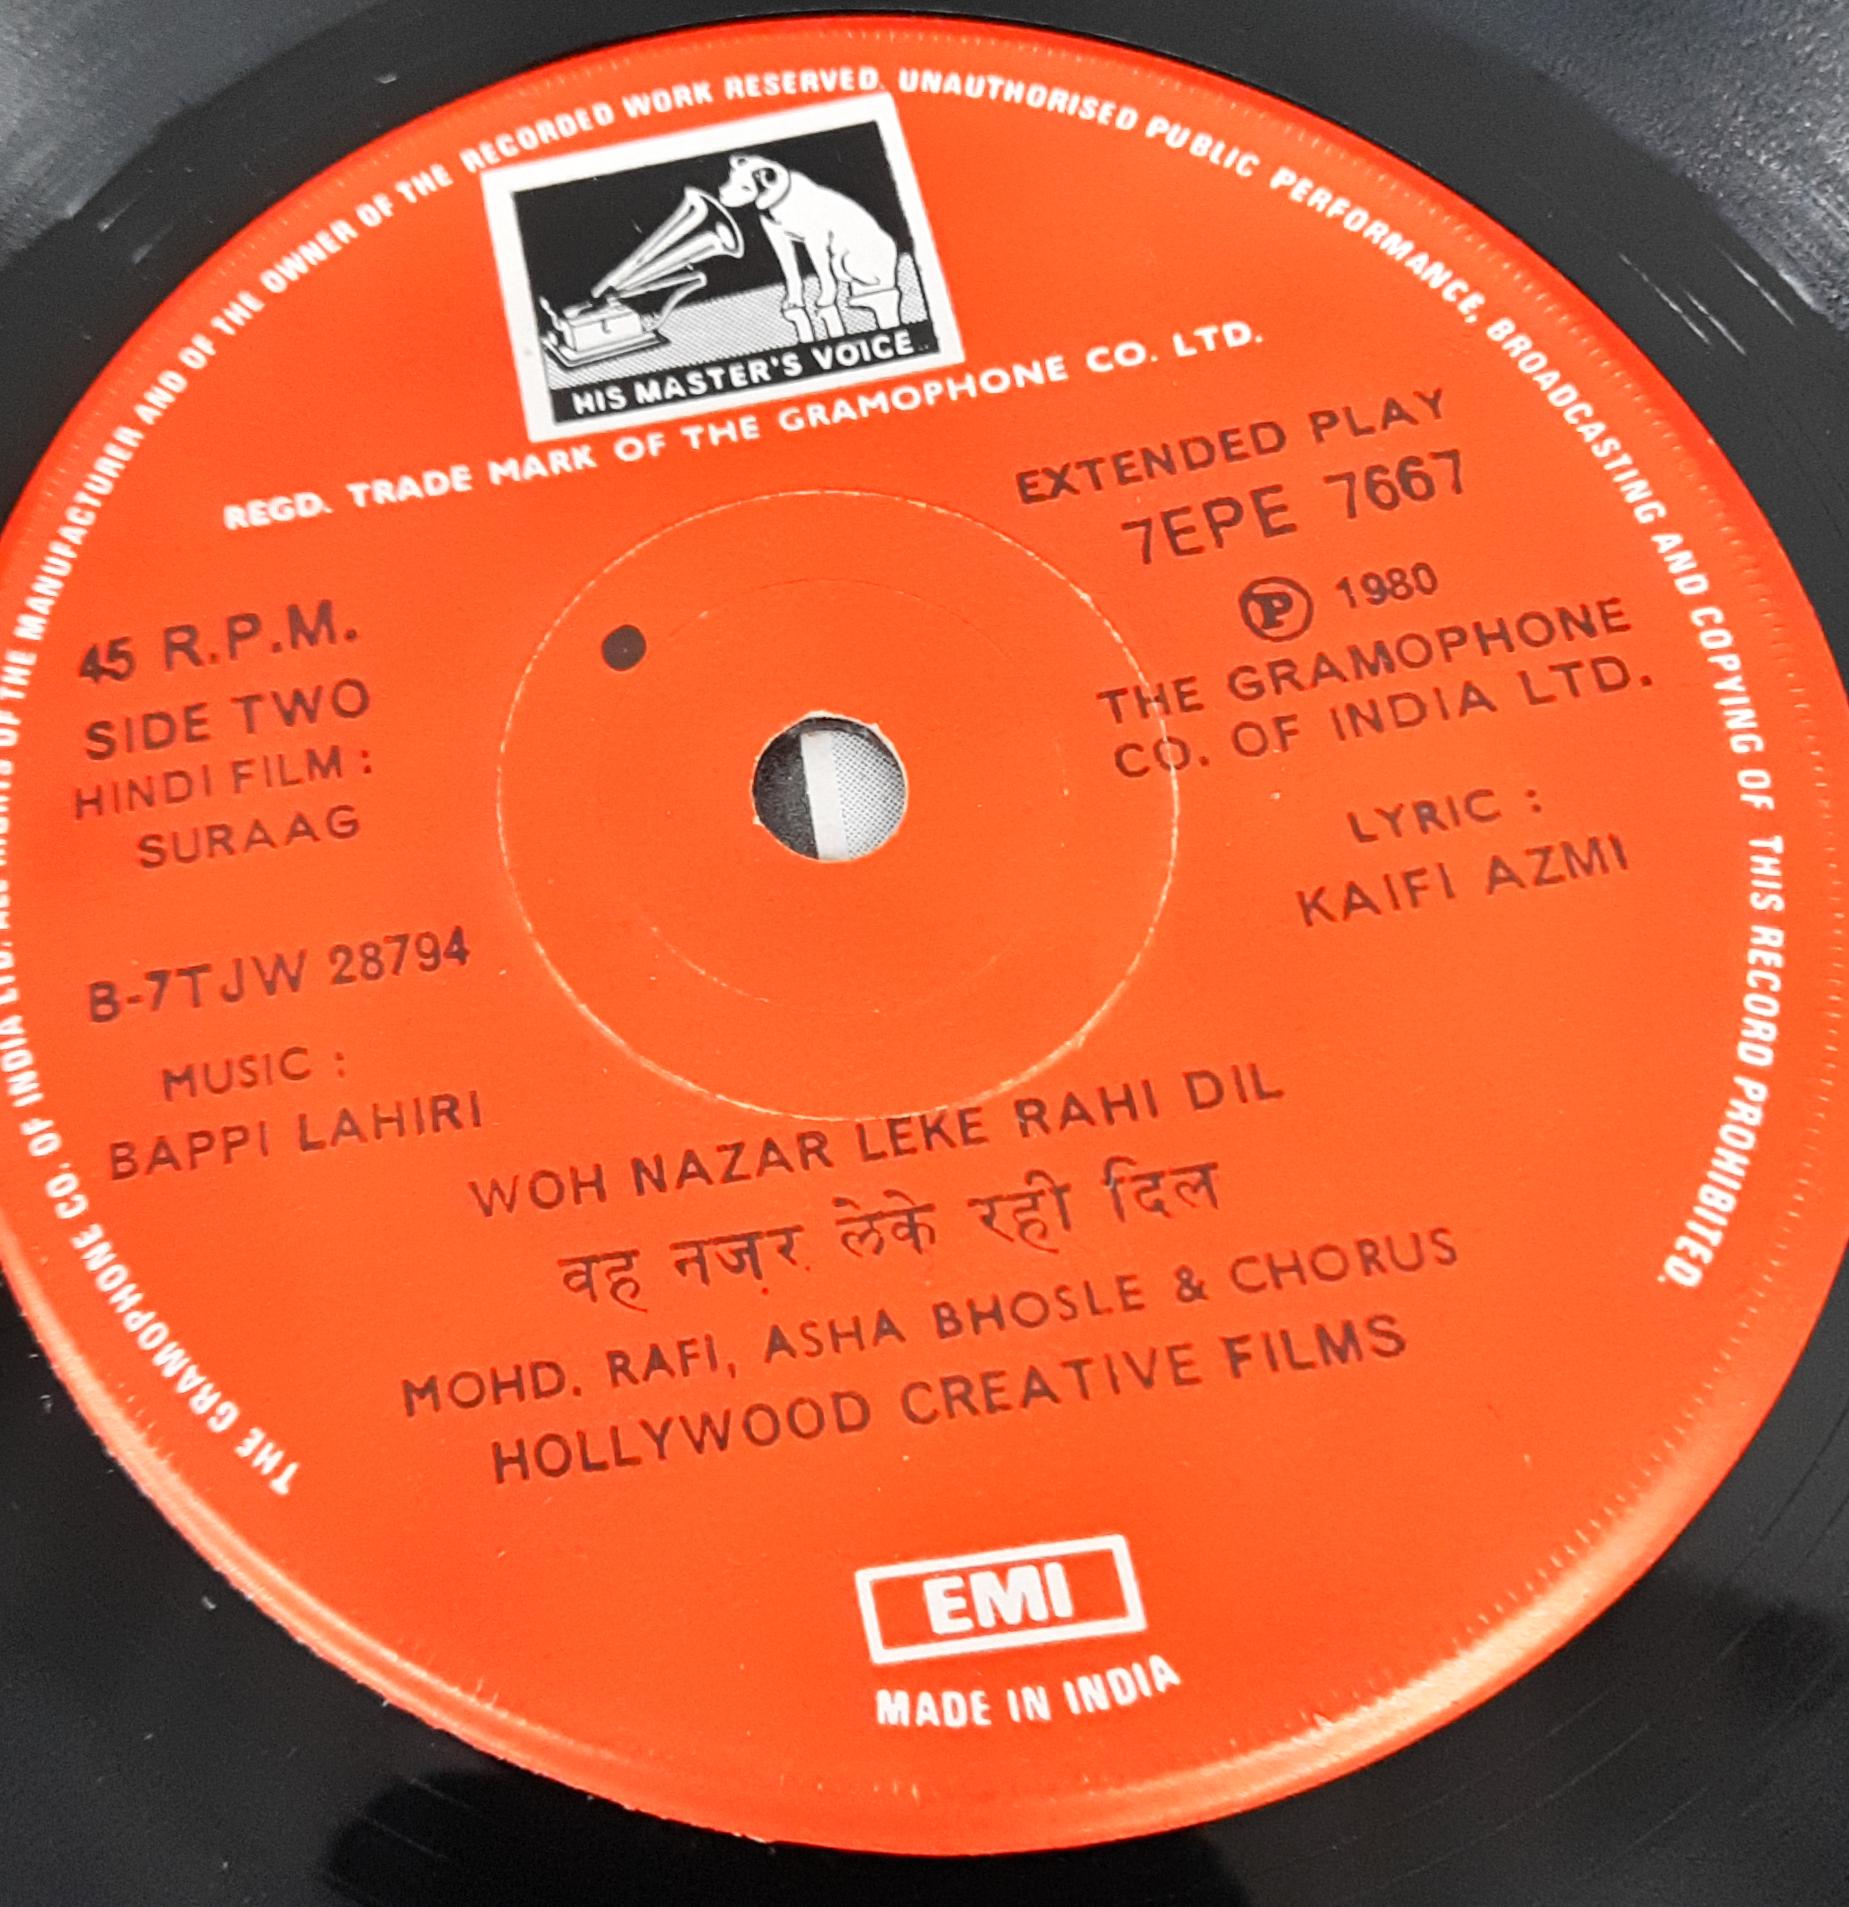 THE GRAMOPHONE CO. OF INDIA LTD. ALL RIGHTS OF THE MANUFACTURER AND OF THE OWNER OF THE RECORDED WORK RESERVED. UNAUTHORISED PUBLIC PERFORMANCE, BROADCASTING AND COPYING OF THIS RECORD PROHIBITED.
HIS MASTER'S VOICE
REGD. TRADE MARK OF THE GRAMOPHONE CO. LTD.
45 R.P.M.
SIDE TWO
HINDI FILM :
SURAAG
B-7TJW 28794
MUSIC :
BAPPI LAHIRI
EXTENDED PLAY
7EPE 7667
Ⓟ 1980
THE GRAMOPHONE
CO. OF INDIA LTD.
LYRIC :
KAIFI AZMI
WOH NAZAR LEKE RAHI DIL
वह नज़र लेके रही दिल
MOHD. RAFI, ASHA BHOSLE & CHORUS
HOLLYWOOD CREATIVE FILMS
EMI
MADE IN INDIA